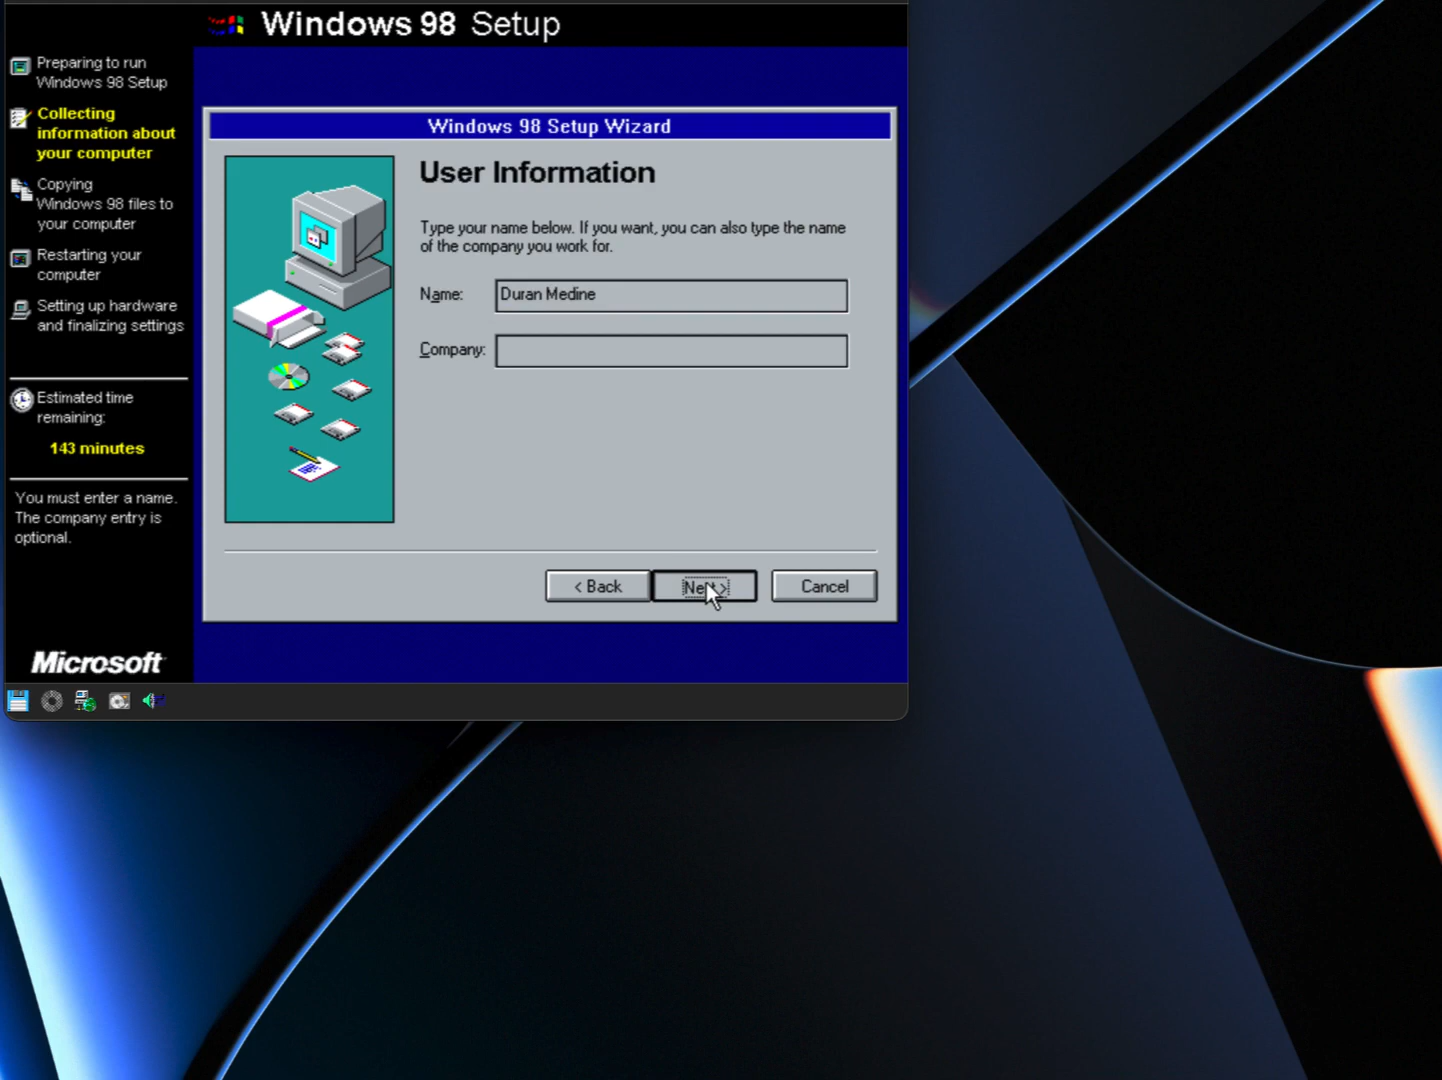 Windows 98 Setup
Preparing to run
Windows 98 Setup
Collecting
information about
your computer
Copying
Windows 98 files to
your computer
Restarting your
computer
Setting up hardware
and finalizing settings
Estimated time
remaining:
143 minutes
You must enter a name.
The company entry is
optional.
Microsoft
Windows 98 Setup Wizard
User Information
Type your name below. If you want, you can also type the name
of the company you work for.
Name: Duran Medine
Company:
< Back Next > Cancel